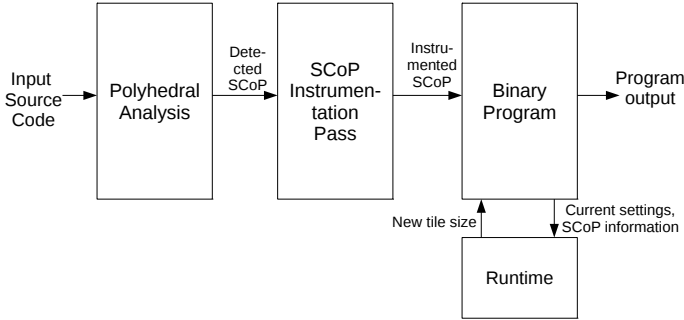 Input
Source
Code
Polyhedral
Analysis
Dete-
cted
SCoP
SCoP
Instrumen-
tation
Pass
Instru-
mented
SCoP
Binary
Program
Program
output
New tile size
Current settings,
SCoP information
Runtime